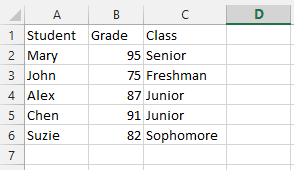 A B C D
1 Student Grade Class
2 Mary 95 Senior
3 John 75 Freshman
4 Alex 87 Junior
5 Chen 91 Junior
6 Suzie 82 Sophomore
7